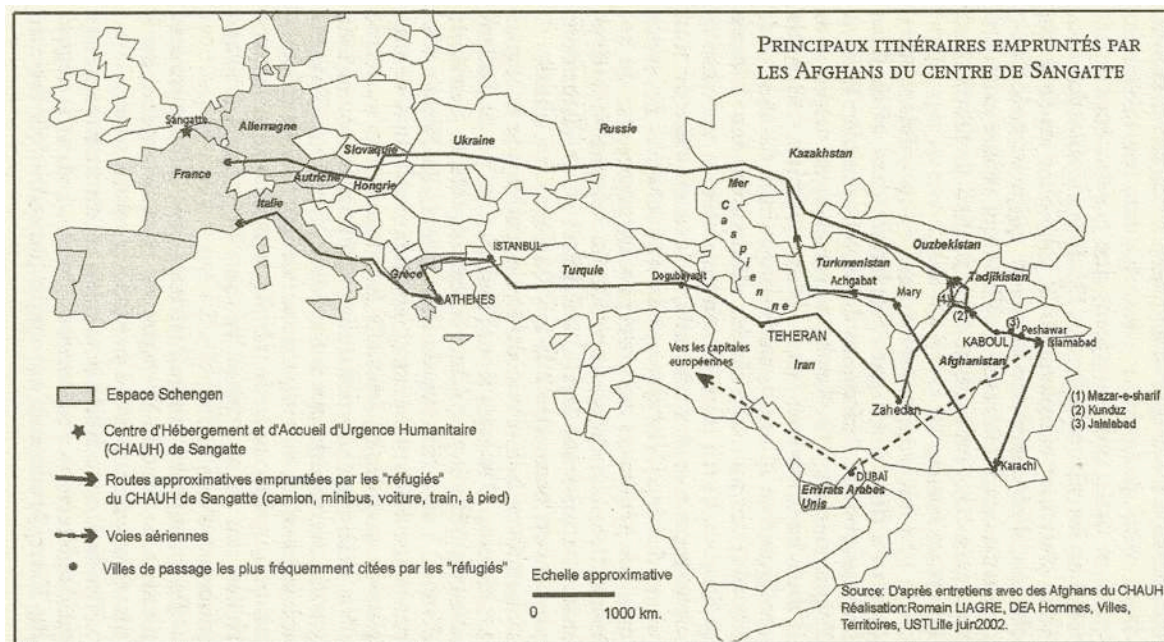 PRINCIPAUX ITINÉRAIRES EMPRUNTÉS PAR
LES AFGHANS DU CENTRE DE SANGATTE
Sangatte
Allemagne
France
Slovaquie
Autriche
Hongrie
Italie
Ukraine
Russie
Kazakhstan
Mer
Caspienne
Ouzbekistan
Turkmenistan
Tadjikistan
Achgabat
Mary
ISTANBUL
Turquie
Dogubayazit
Grèce
ATHENES
TEHERAN
Iran
(1)
(2)
(3)
KABOUL
Peshawar
Islamabad
Afghanistan
Zahedan
Karachi
Vers les capitales
européennes
DUBAÏ
Emirats Arabes
Unis
(1) Mazar-e-sharif
(2) Kunduz
(3) Jalalabad
Espace Schengen
Centre d'Hébergement et d'Accueil d'Urgence Humanitaire
(CHAUH) de Sangatte
Routes approximatives empruntées par les "réfugiés"
du CHAUH de Sangatte (camion, minibus, voiture, train, à pied)
Voies aériennes
Villes de passage les plus fréquemment citées par les "réfugiés"
Echelle approximative
0 1000 km.
Source: D'après entretiens avec des Afghans du CHAUH
Réalisation:Romain LIAGRE, DEA Hommes, Villes,
Territoires, USTLille juin2002.